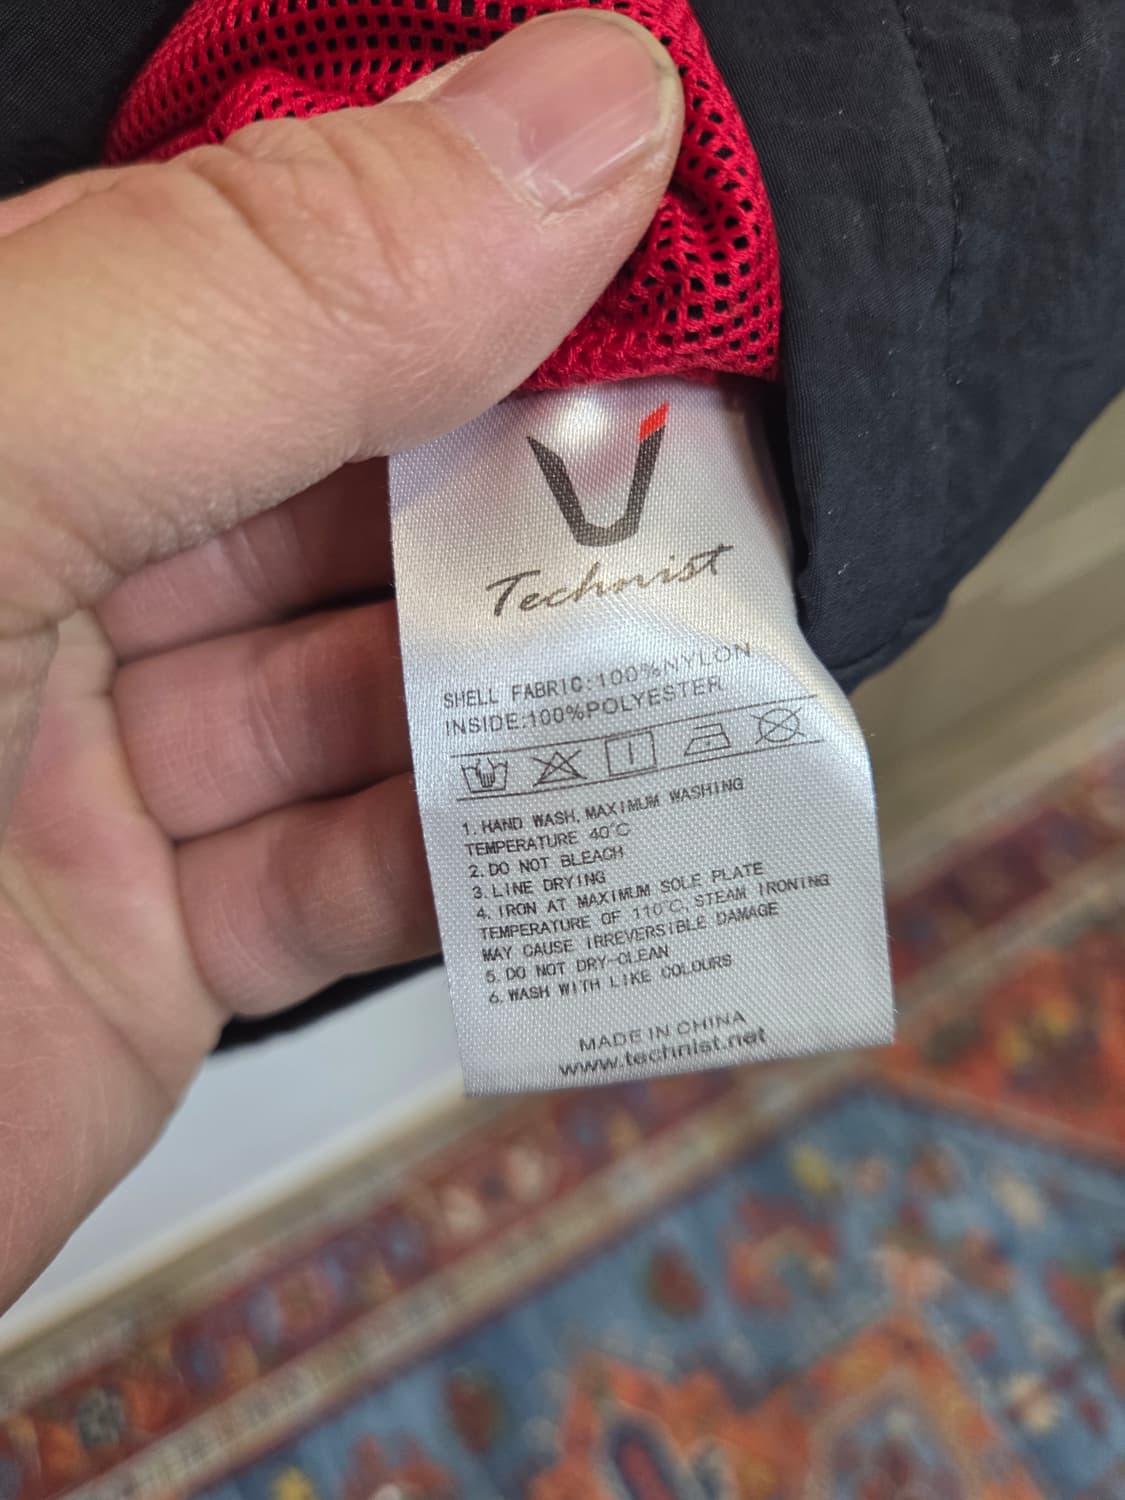 Technist
SHELL FABRIC:100%NYLON
INSIDE:100%POLYESTER
1. HAND WASH, MAXIMUM WASHING
TEMPERATURE 40°C
2. DO NOT BLEACH
3. LINE DRYING
4. IRON AT MAXIMUM SOLE PLATE
TEMPERATURE OF 110°C, STEAM IRONING
MAY CAUSE IRREVERSIBLE DAMAGE
5. DO NOT DRY-CLEAN
6. WASH WITH LIKE COLOURS
MADE IN CHINA
www.technist.net